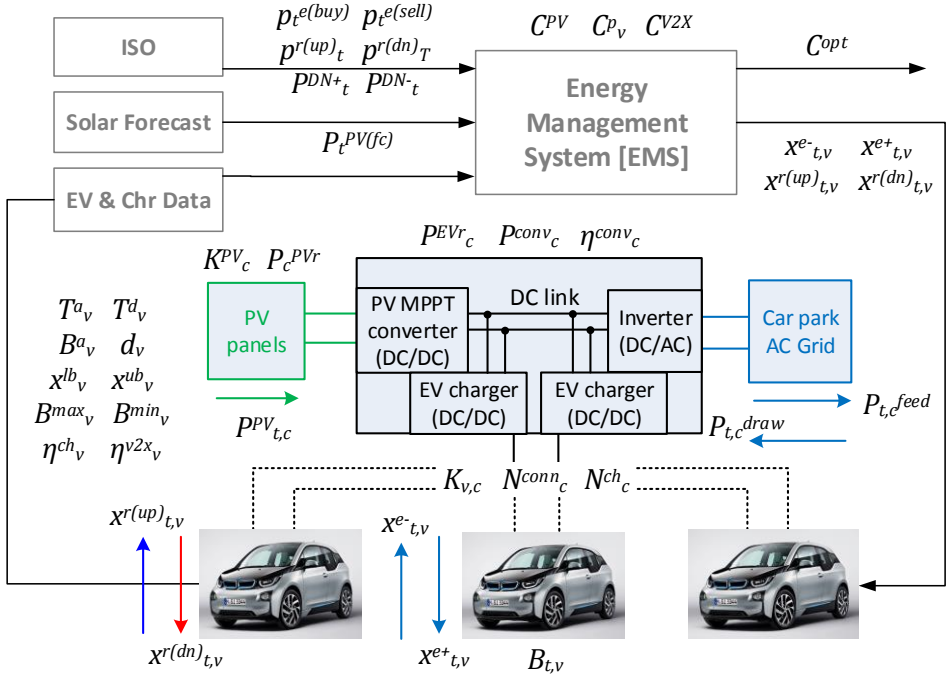 p_t^e(buy) p_t^e(sell)
C^PV C^p_v C^V2X
ISO
p^r(up)_t p^r(dn)_T
C^opt
P^DN+_t P^DN-_t
Energy
Management
System [EMS]
Solar Forecast
P_t^PV(fc)
x^e-_t,v x^e+_t,v
x^r(up)_t,v x^r(dn)_t,v
EV & Chr Data
P^EVr_c P^conv_c η^conv_c
K^PV_c P_c^PVr
T^a_v T^d_v
B^a_v d_v
x^lb_v x^ub_v
B^max_v B^min_v
η^ch_v η^v2x_v
PV
panels
PV MPPT
converter
(DC/DC)
DC link
Inverter
(DC/AC)
Car park
AC Grid
EV charger
(DC/DC)
EV charger
(DC/DC)
P^PV_t,c
P_t,c^feed
P_t,c^draw
K_v,c N^conn_c N^ch_c
x^r(up)_t,v
x^e-_t,v
x^r(dn)_t,v
x^e+_t,v
B_t,v